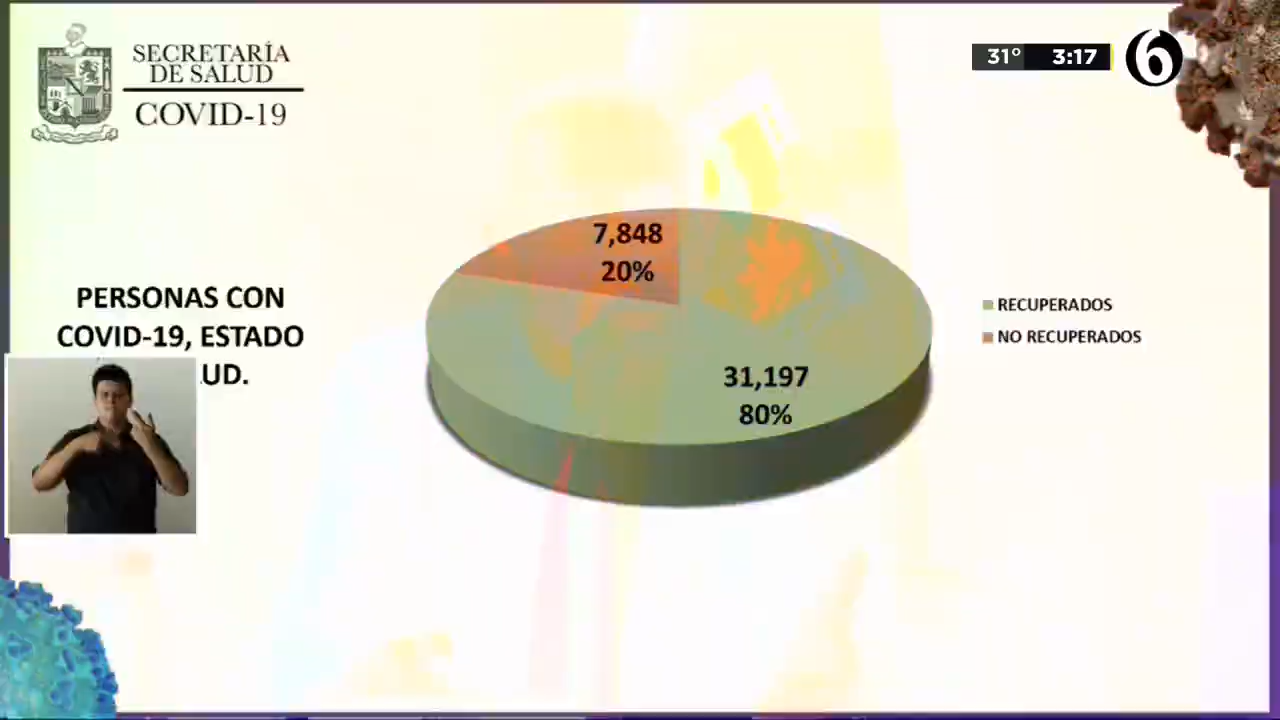 SECRETARÍA
DE SALUD
COVID-19
31° 3:17
6
7,848
20%
PERSONAS CON
COVID-19, ESTADO
UD.
31,197
80%
RECUPERADOS
NO RECUPERADOS